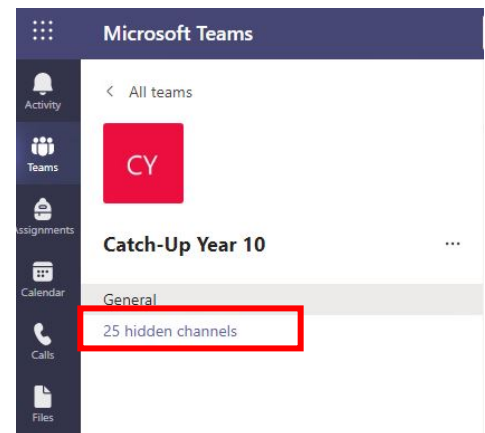 Microsoft Teams
Activity
Teams
Assignments
Calendar
Calls
Files
< All teams
CY
Catch-Up Year 10
...
General
25 hidden channels